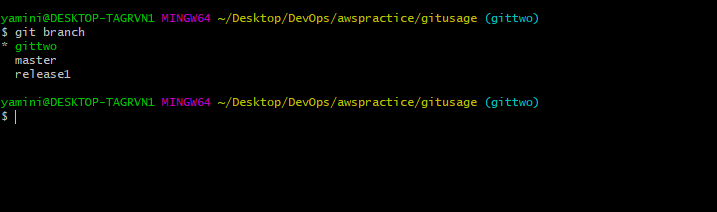 yamini@DESKTOP-TAGRVN1 MINGW64 ~/Desktop/DevOps/awspractice/gitusage (gittwo)
$ git branch
* gittwo
  master
  release1
yamini@DESKTOP-TAGRVN1 MINGW64 ~/Desktop/DevOps/awspractice/gitusage (gittwo)
$